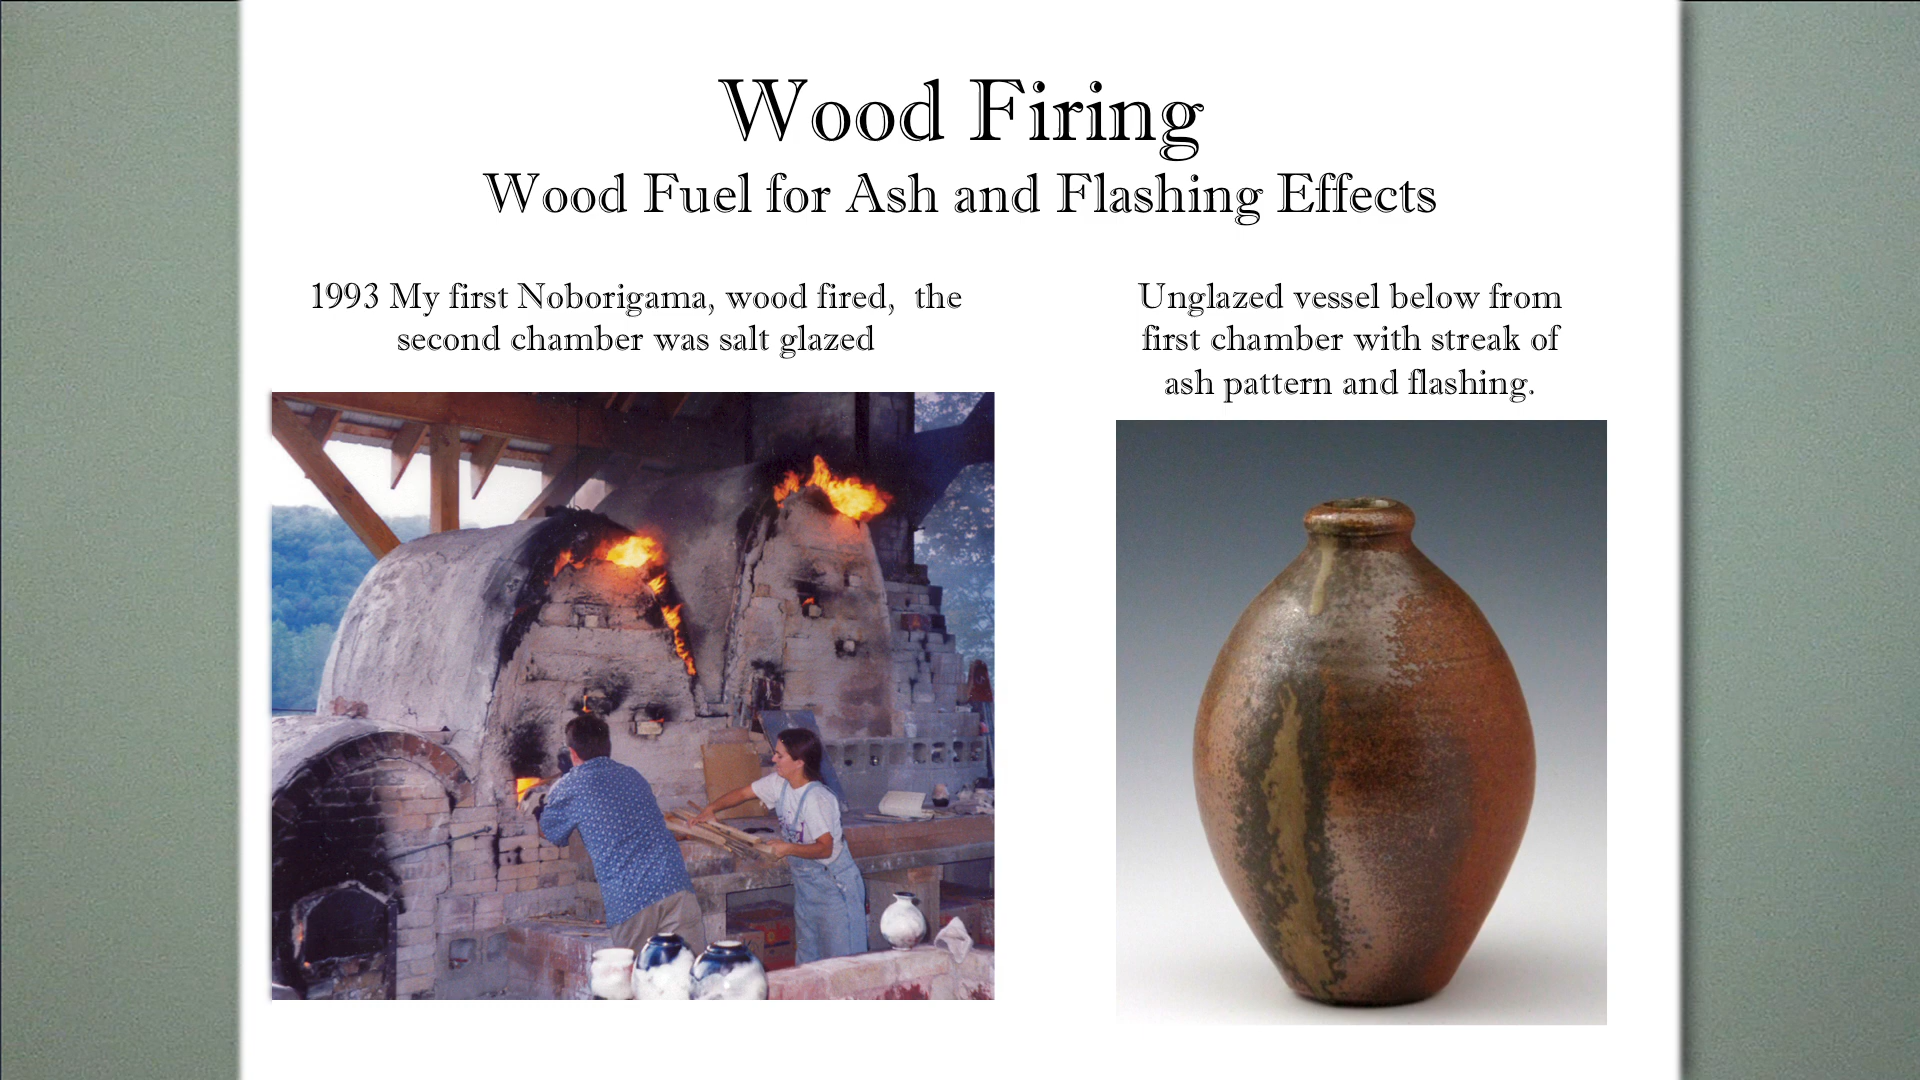 Wood Firing
Wood Fuel for Ash and Flashing Effects
1993 My first Noborigama, wood fired,  the
second chamber was salt glazed
Unglazed vessel below from
first chamber with streak of
ash pattern and flashing.